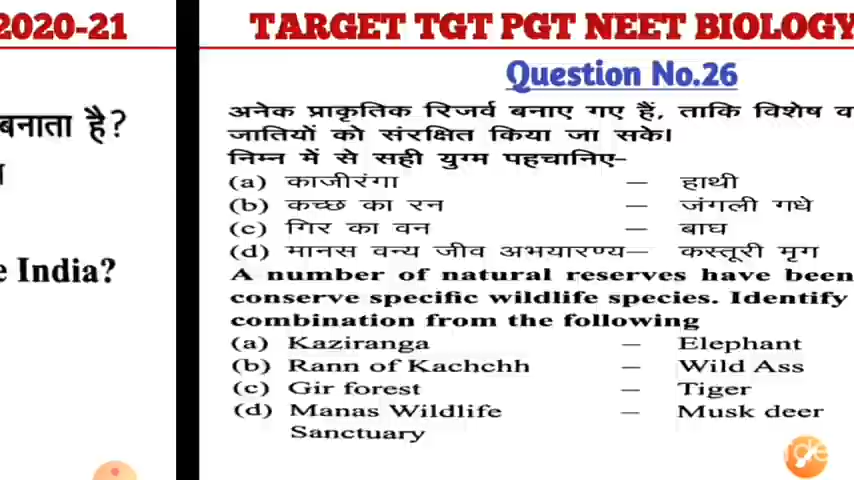 2020-21
बनाता है?
e India?
TARGET TGT PGT NEET BIOLOGY
Question No.26
अनेक प्राकृतिक रिजर्व बनाए गए हैं, ताकि विशेष व
जातियों को संरक्षित किया जा सके।
निम्न में से सही युग्म पहचानिए-
(a) काजीरंगा – हाथी
(b) कच्छ का रन – जंगली गधे
(c) गिर का वन – बाघ
(d) मानस वन्य जीव अभयारण्य– कस्तूरी मृग
A number of natural reserves have been
conserve specific wildlife species. Identify
combination from the following
(a) Kaziranga – Elephant
(b) Rann of Kachchh – Wild Ass
(c) Gir forest – Tiger
(d) Manas Wildlife – Musk deer
Sanctuary